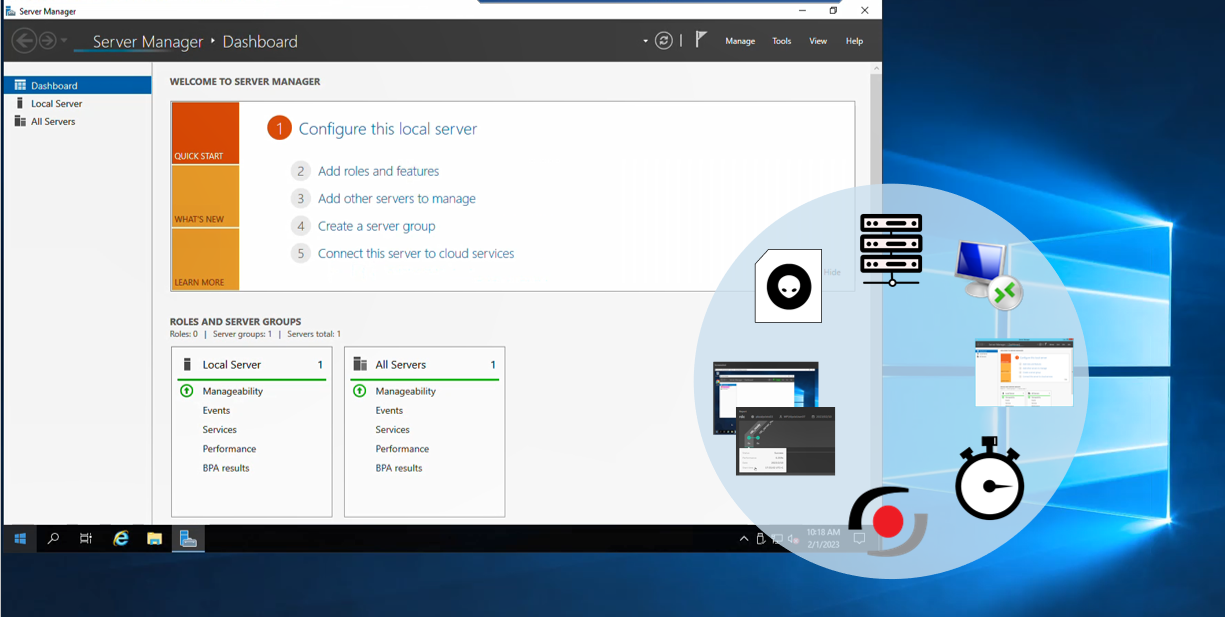 Server Manager
Server Manager • Dashboard
Manage Tools View Help
Dashboard
Local Server
All Servers
WELCOME TO SERVER MANAGER
QUICK START
WHAT'S NEW
LEARN MORE
1 Configure this local server
2 Add roles and features
3 Add other servers to manage
4 Create a server group
5 Connect this server to cloud services
Hide
ROLES AND SERVER GROUPS
Roles: 0 | Server groups: 1 | Servers total: 1
Local Server 1
Manageability
Events
Services
Performance
BPA results
All Servers 1
Manageability
Events
Services
Performance
BPA results
10:18 AM
2/1/2023